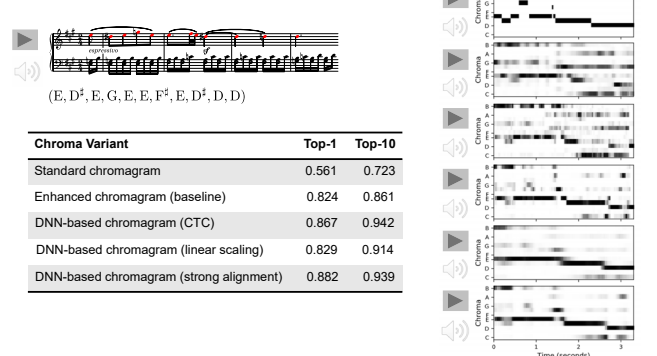 espressivo
sf
(E, D♯, E, G, E, E, F♯, E, D♯, D, D)
Chroma Variant Top-1 Top-10
Standard chromagram 0.561 0.723
Enhanced chromagram (baseline) 0.824 0.861
DNN-based chromagram (CTC) 0.867 0.942
DNN-based chromagram (linear scaling) 0.829 0.914
DNN-based chromagram (strong alignment) 0.882 0.939
Chroma
G
E
D
C
Chroma
B
A
G
E
D
C
Chroma
B
A
G
E
D
C
Chroma
B
A
G
E
D
C
Chroma
B
A
G
E
D
C
Chroma
B
A
G
E
D
C
0 1 2 3
Time (seconds)